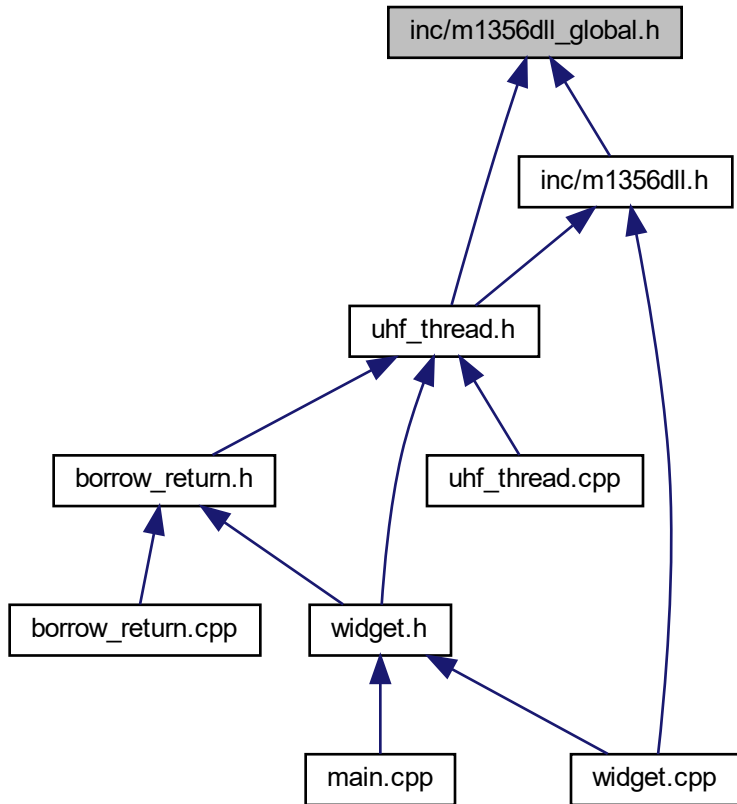 inc/m1356dll_global.h
inc/m1356dll.h
uhf_thread.h
borrow_return.h
uhf_thread.cpp
borrow_return.cpp
widget.h
main.cpp
widget.cpp